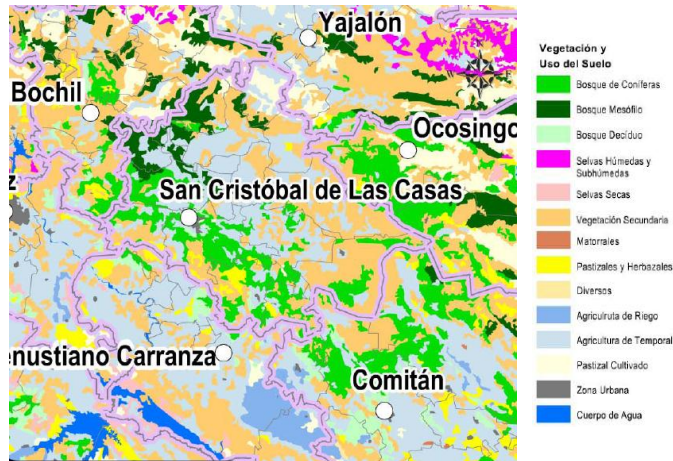 Yajalón
Bochil
Ocosingo
z
San Cristóbal de Las Casas
enustiano Carranza
Comitán
Vegetación y
Uso del Suelo
Bosque de Coníferas
Bosque Mesófilo
Bosque Deciduo
Selvas Húmedas y
Subhúmedas
Selvas Secas
Vegetación Secundaria
Matorrales
Pastizales y Herbazales
Diversos
Agriculruta de Riego
Agricultura de Temporal
Pastizal Cultivado
Zona Urbana
Cuerpo de Agua